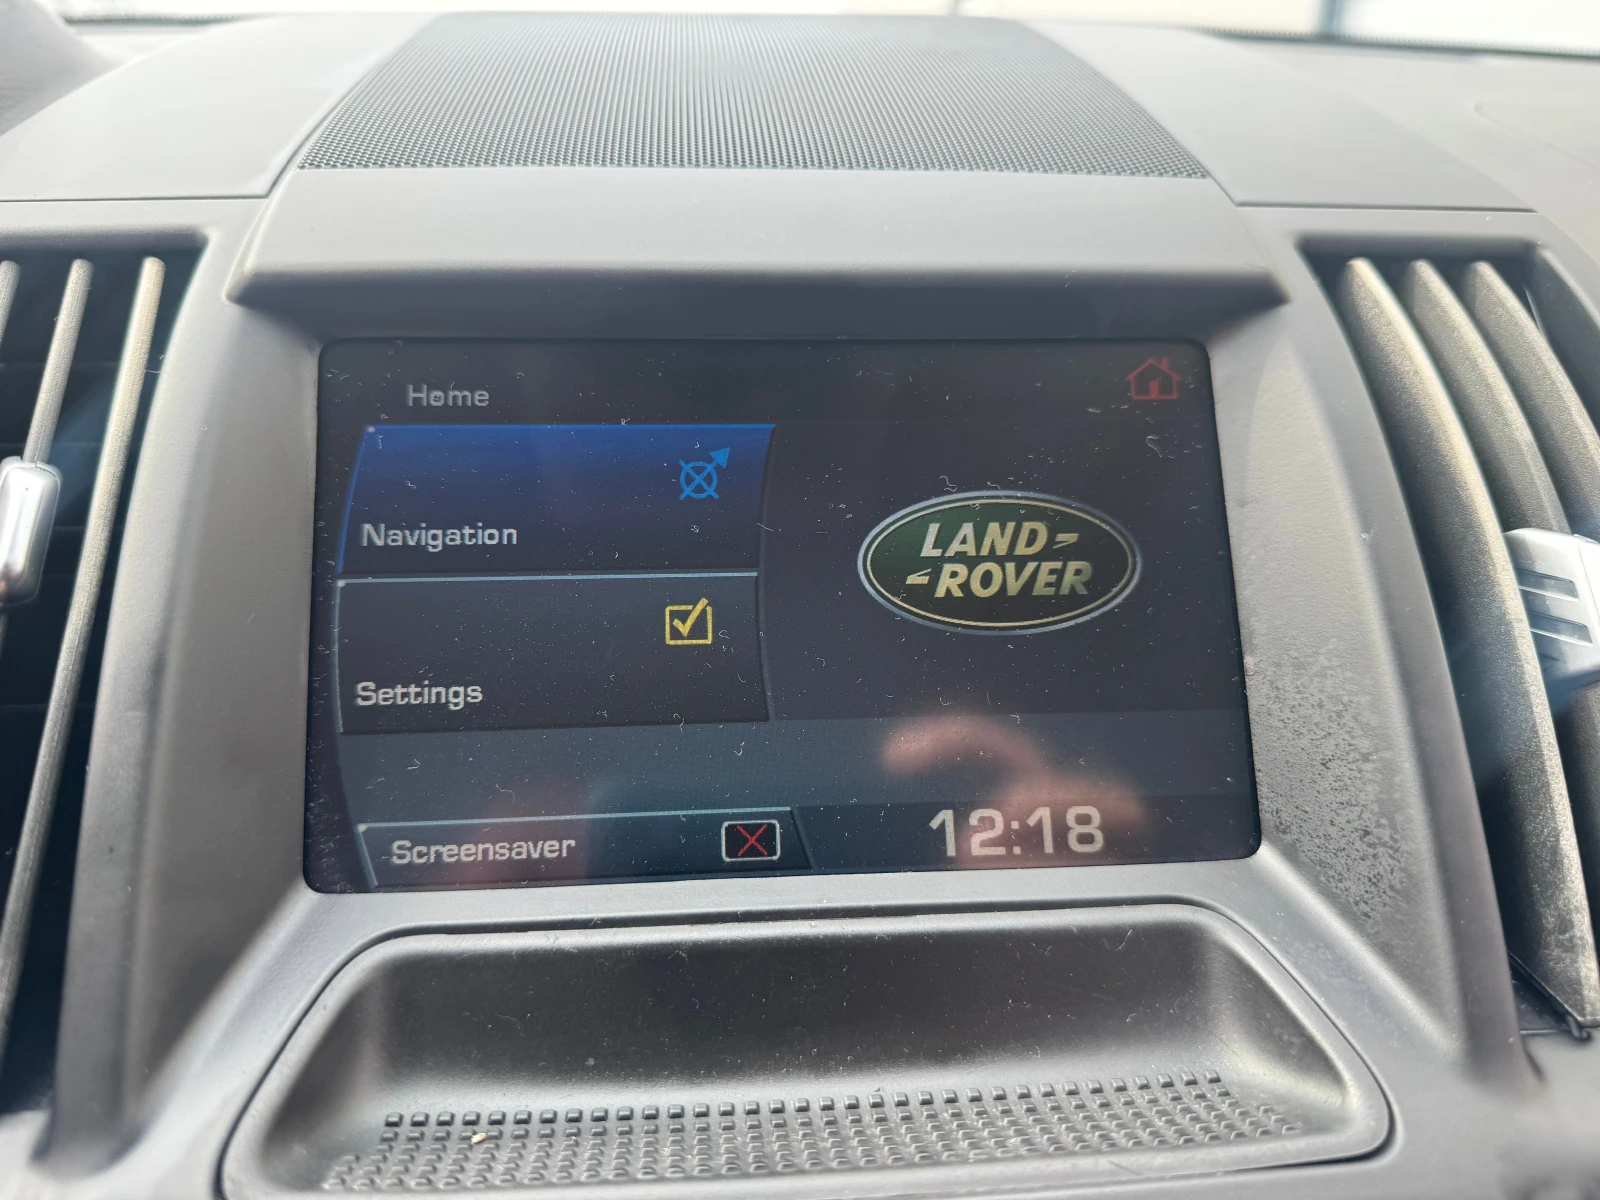 Home
Navigation
LAND-
-ROVER
Settings
Screensaver
12:18